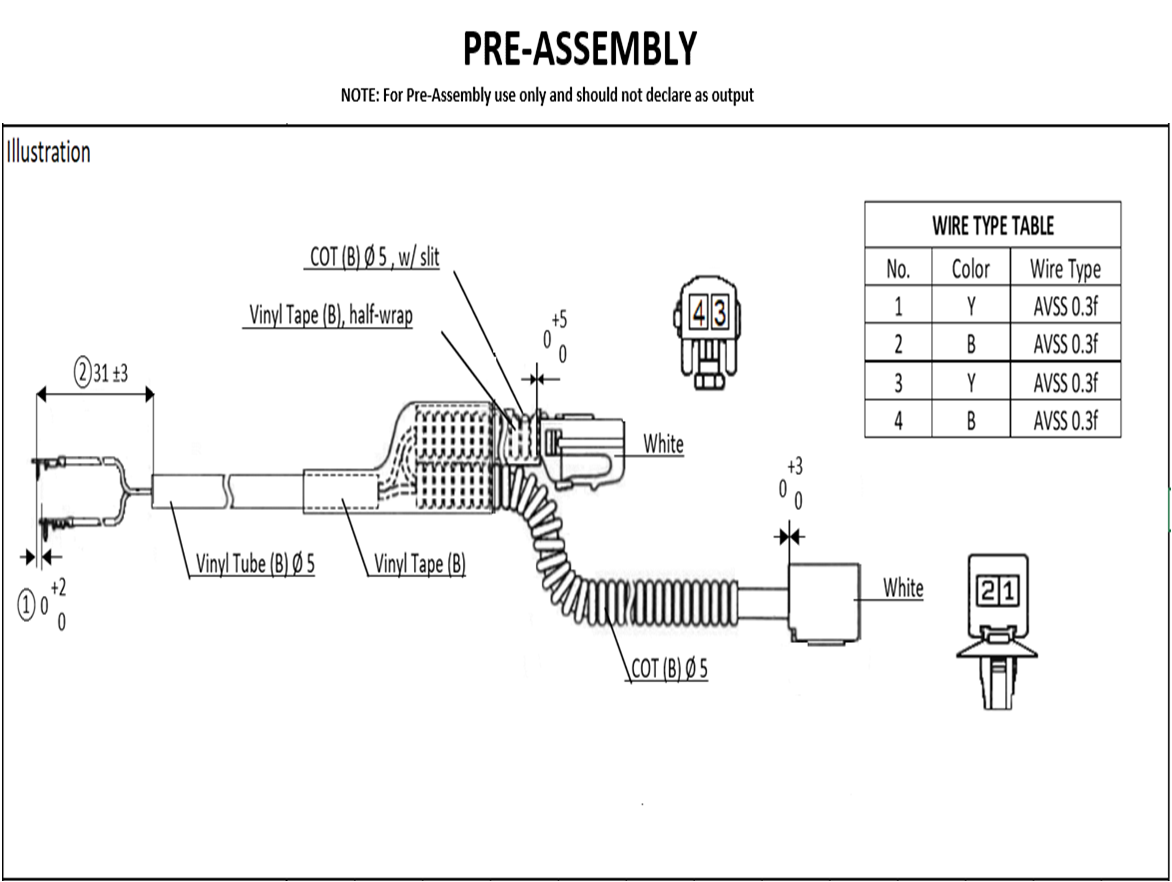 PRE-ASSEMBLY
NOTE: For Pre-Assembly use only and should not declare as output
Illustration
WIRE TYPE TABLE
No. Color Wire Type
1 Y AVSS 0.3f
2 B AVSS 0.3f
3 Y AVSS 0.3f
4 B AVSS 0.3f
COT (B) Ø 5 , w/ slit
Vinyl Tape (B), half-wrap
+5
0
0
4 3
② 31 ±3
White
+3
0
0
Vinyl Tube (B) Ø 5
Vinyl Tape (B)
+2
① 0
0
White
2 1
COT (B) Ø 5